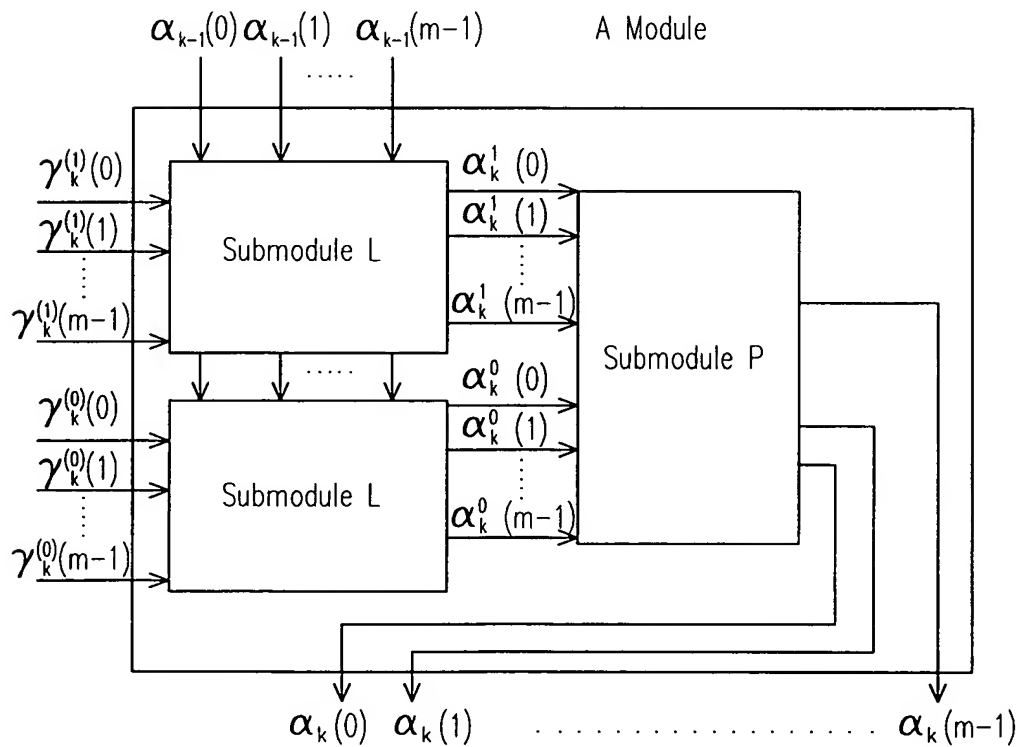 α_{k-1}(0) α_{k-1}(1) α_{k-1}(m-1) A Module
.....
γ_k^{(1)}(0)
γ_k^{(1)}(1)
γ_k^{(1)}(m-1)
Submodule L
α_k^1 (0)
α_k^1 (1)
α_k^1 (m-1)
.....
γ_k^{(0)}(0)
γ_k^{(0)}(1)
γ_k^{(0)}(m-1)
Submodule L
α_k^0 (0)
α_k^0 (1)
α_k^0 (m-1)
Submodule P
α_k(0) α_k(1) . . . . . . . . . . . . . . . . . α_k(m-1)